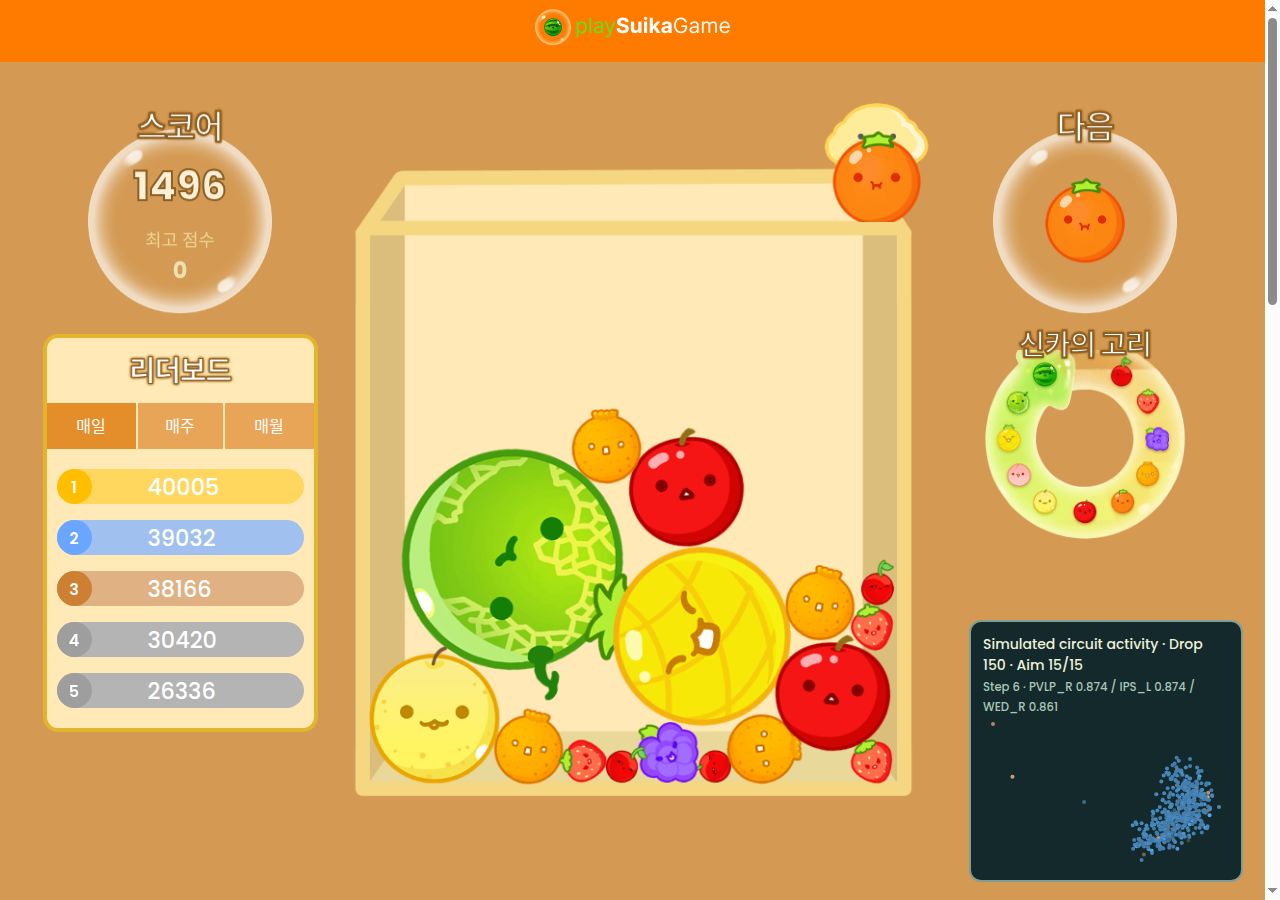 playSuikaGame
스코어
1496
최고 점수
0
다음
신카의 고리
리더보드
매일 매주 매월
1 40005
2 39032
3 38166
4 30420
5 26336
Simulated circuit activity · Drop
150 · Aim 15/15
Step 6 · PVLP_R 0.874 / IPS_L 0.874 /
WED_R 0.861